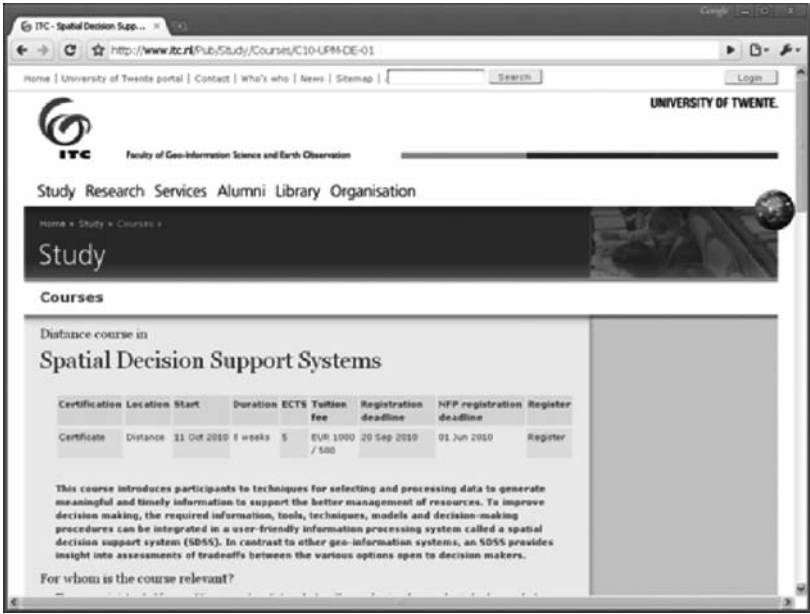 Google
ITC - Spatial Decision Supp...
http://www.itc.nl/Pub/Study/Courses/C10-UPM-DE-01
Home | University of Twente portal | Contact | Who's who | News | Sitemap |
Search
Login
UNIVERSITY OF TWENTE.
ITC
Faculty of Geo-Information Science and Earth Observation
Study Research Services Alumni Library Organisation
Home » Study » Courses »
Study
Courses
Distance course in
Spatial Decision Support Systems
Certification Location Start Duration ECTS Tuition fee Registration deadline NFP registration deadline Register
Certificate Distance 11 Oct 2010 8 weeks 5 EUR 1000 / 500 20 Sep 2010 01 Jun 2010 Register
This course introduces participants to techniques for selecting and processing data to generate
meaningful and timely information to support the better management of resources. To improve
decision making, the required information, tools, techniques, models and decision-making
procedures can be integrated in a user-friendly information processing system called a spatial
decision support system (SDSS). In contrast to other geo-information systems, an SDSS provides
insight into assessments of tradeoffs between the various options open to decision makers.
For whom is the course relevant?